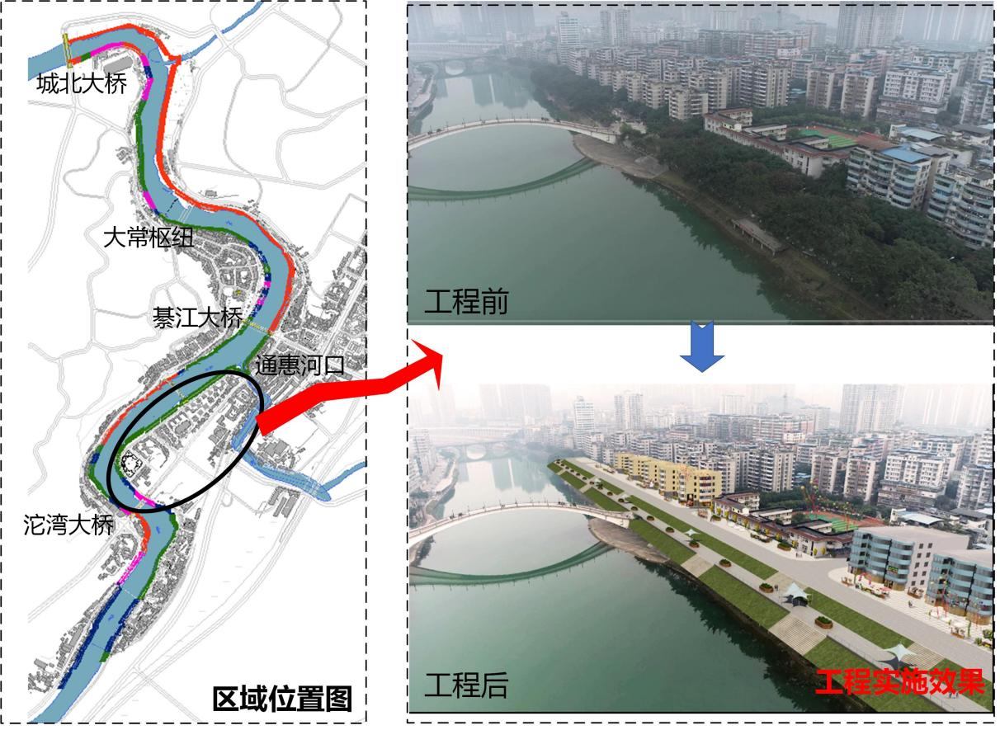 城北大桥
大常枢纽
綦江大桥
通惠河口
沱湾大桥
区域位置图
工程前
工程后
工程实施效果